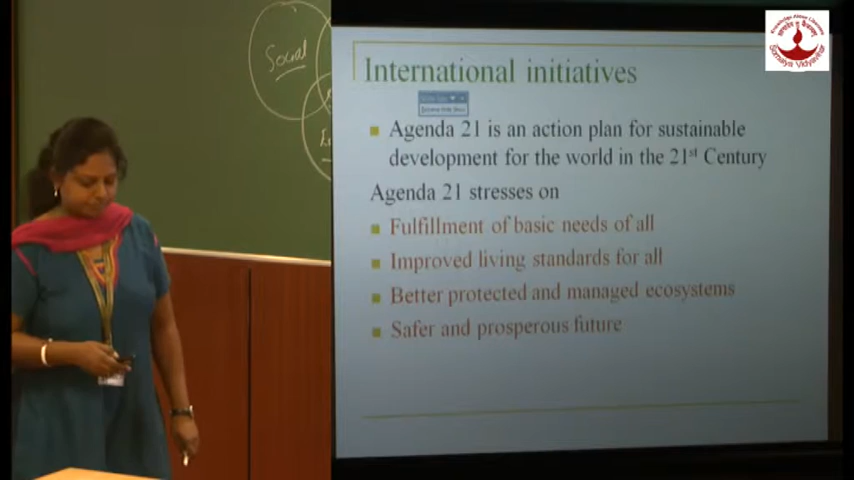 Social
International initiatives
Agenda 21 is an action plan for sustainable
development for the world in the 21st Century
Agenda 21 stresses on
Fulfillment of basic needs of all
Improved living standards for all
Better protected and managed ecosystems
Safer and prosperous future
Somaiya Vidyavihar